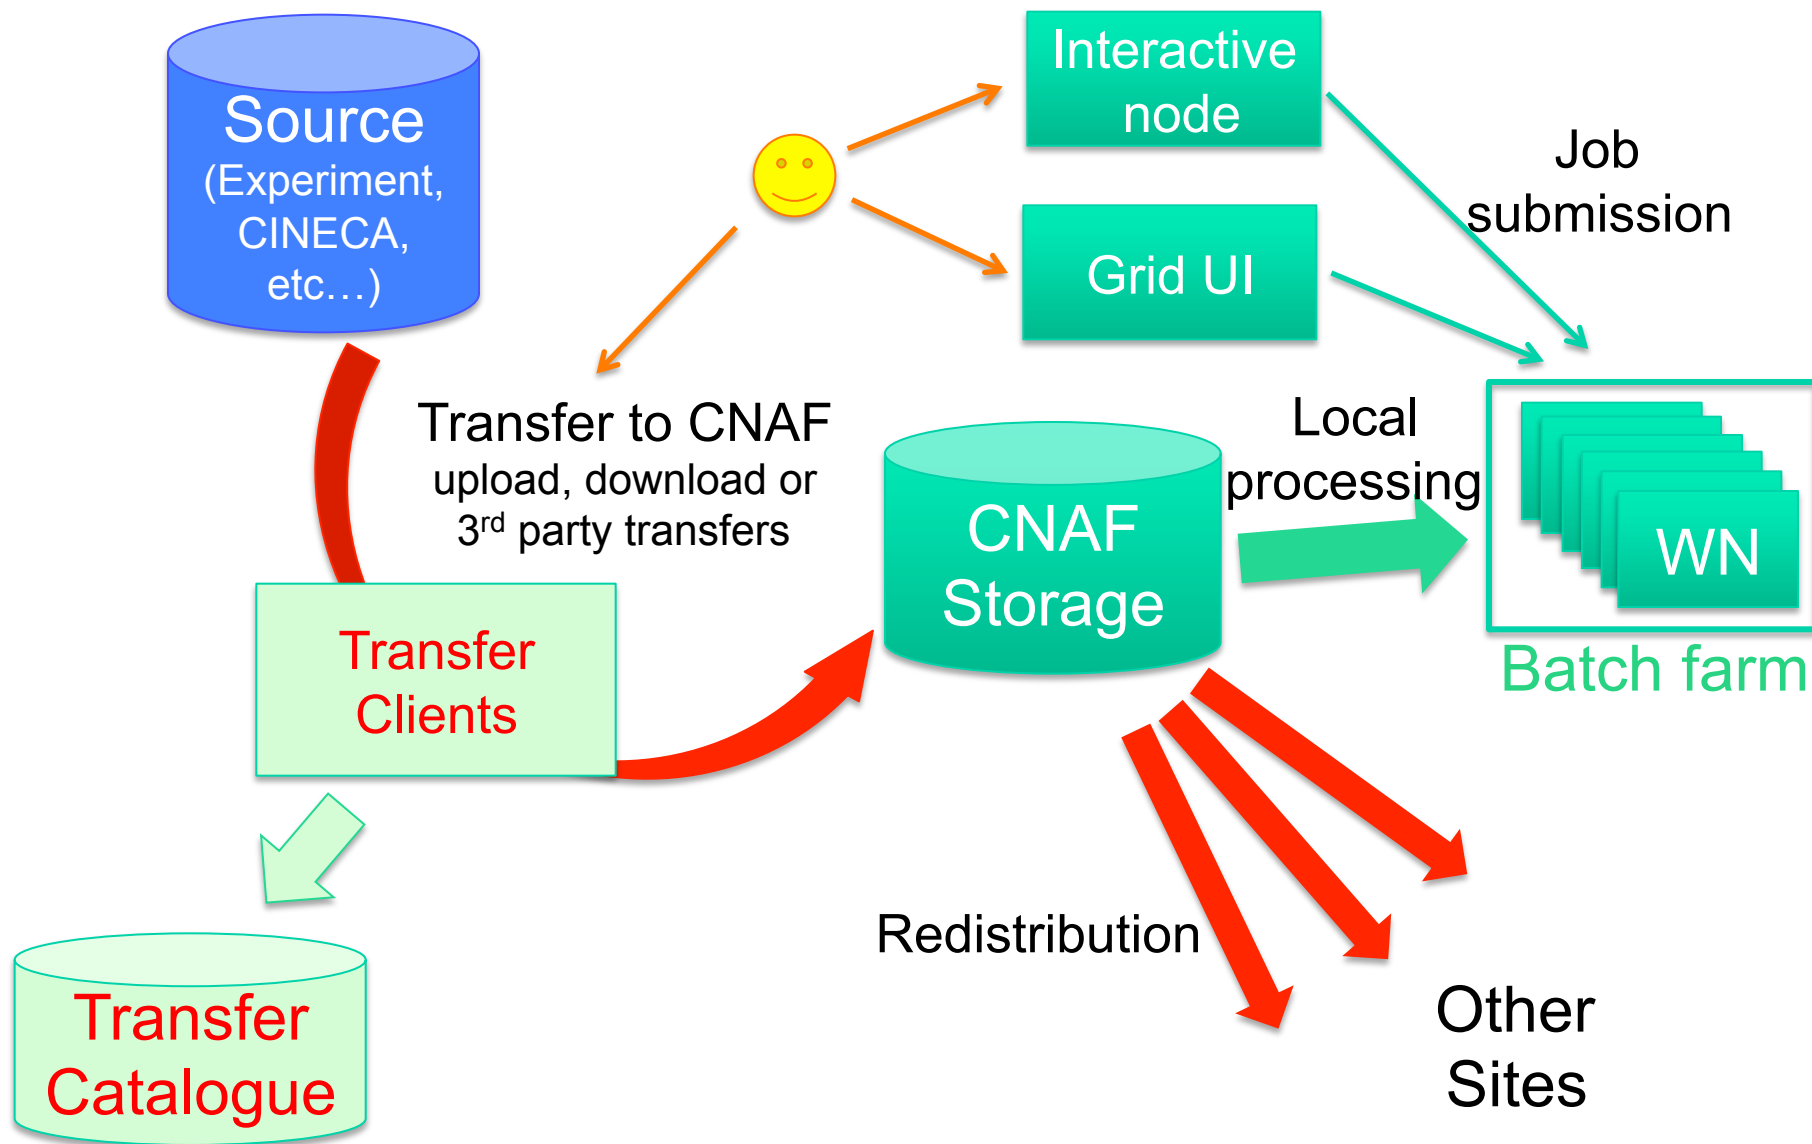 Source
(Experiment,
CINECA,
etc…)
Interactive
node
Grid UI
Job
submission
Transfer to CNAF
upload, download or
3rd party transfers
CNAF
Storage
Local
processing
WN
Batch farm
Transfer
Clients
Transfer
Catalogue
Redistribution
Other
Sites